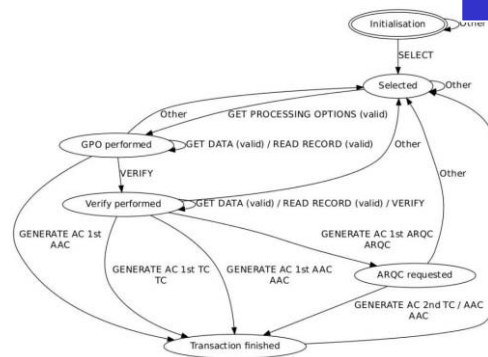 Initialisation
Other
SELECT
Selected
Other
Other
GET PROCESSING OPTIONS (valid)
GPO performed
GET DATA (valid) / READ RECORD (valid)
VERIFY
Other
Other
Verify performed
GET DATA (valid) / READ RECORD (valid) / VERIFY
GENERATE AC 1st
AAC
GENERATE AC 1st TC
TC
GENERATE AC 1st AAC
AAC
GENERATE AC 1st ARQC
ARQC
ARQC requested
GENERATE AC 2nd TC / AAC
AAC
Transaction finished